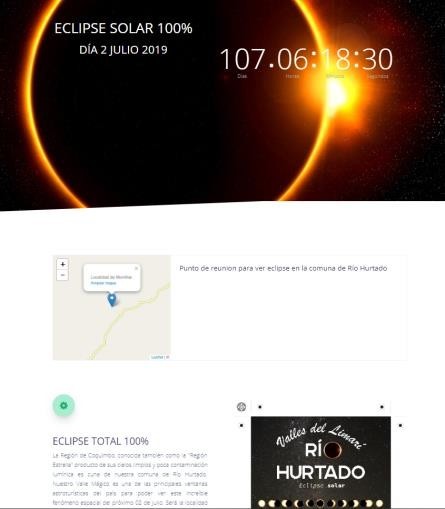 ECLIPSE SOLAR 100%
DÍA 2 JULIO 2019
107:06:18:30
Días Horas Minutos Segundos
+
−
×
Localidad de Morrillos
Ampliar mapa
Leaflet | ©
Punto de reunion para ver eclipse en la comuna de Río Hurtado
ECLIPSE TOTAL 100%
La Región de Coquimbo, conocida también como la "Región
Estrella" producto de sus cielos limpios y poca contaminación
lumínica es cuna de nuestra comuna de Río Hurtado.
Nuestro Valle Mágico es una de las principales ventanas
astroturísticas del país para poder ver este increíble
fenómeno espacial del próximo 02 de julio. Será la localidad
Valles del Limarí
RÍO
HURTADO
Eclipse solar